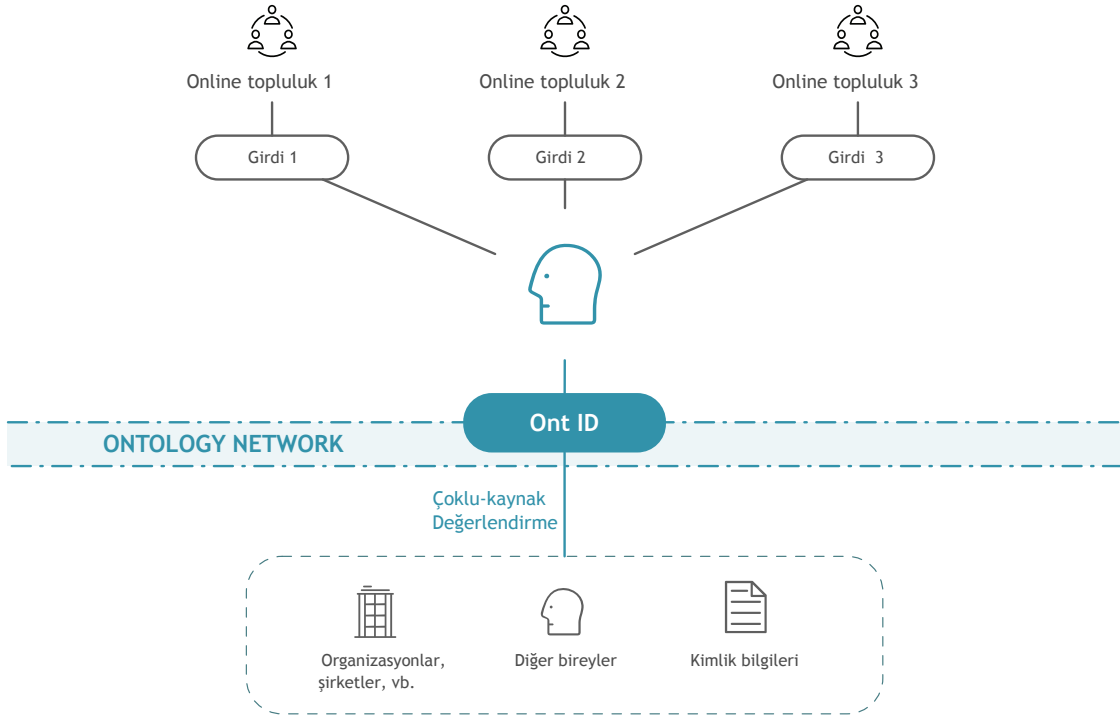 Online topluluk 1
Online topluluk 2
Online topluluk 3
Girdi 1
Girdi 2
Girdi 3
Ont ID
ONTOLOGY NETWORK
Çoklu-kaynak
Değerlendirme
Organizasyonlar,
şirketler, vb.
Diğer bireyler
Kimlik bilgileri